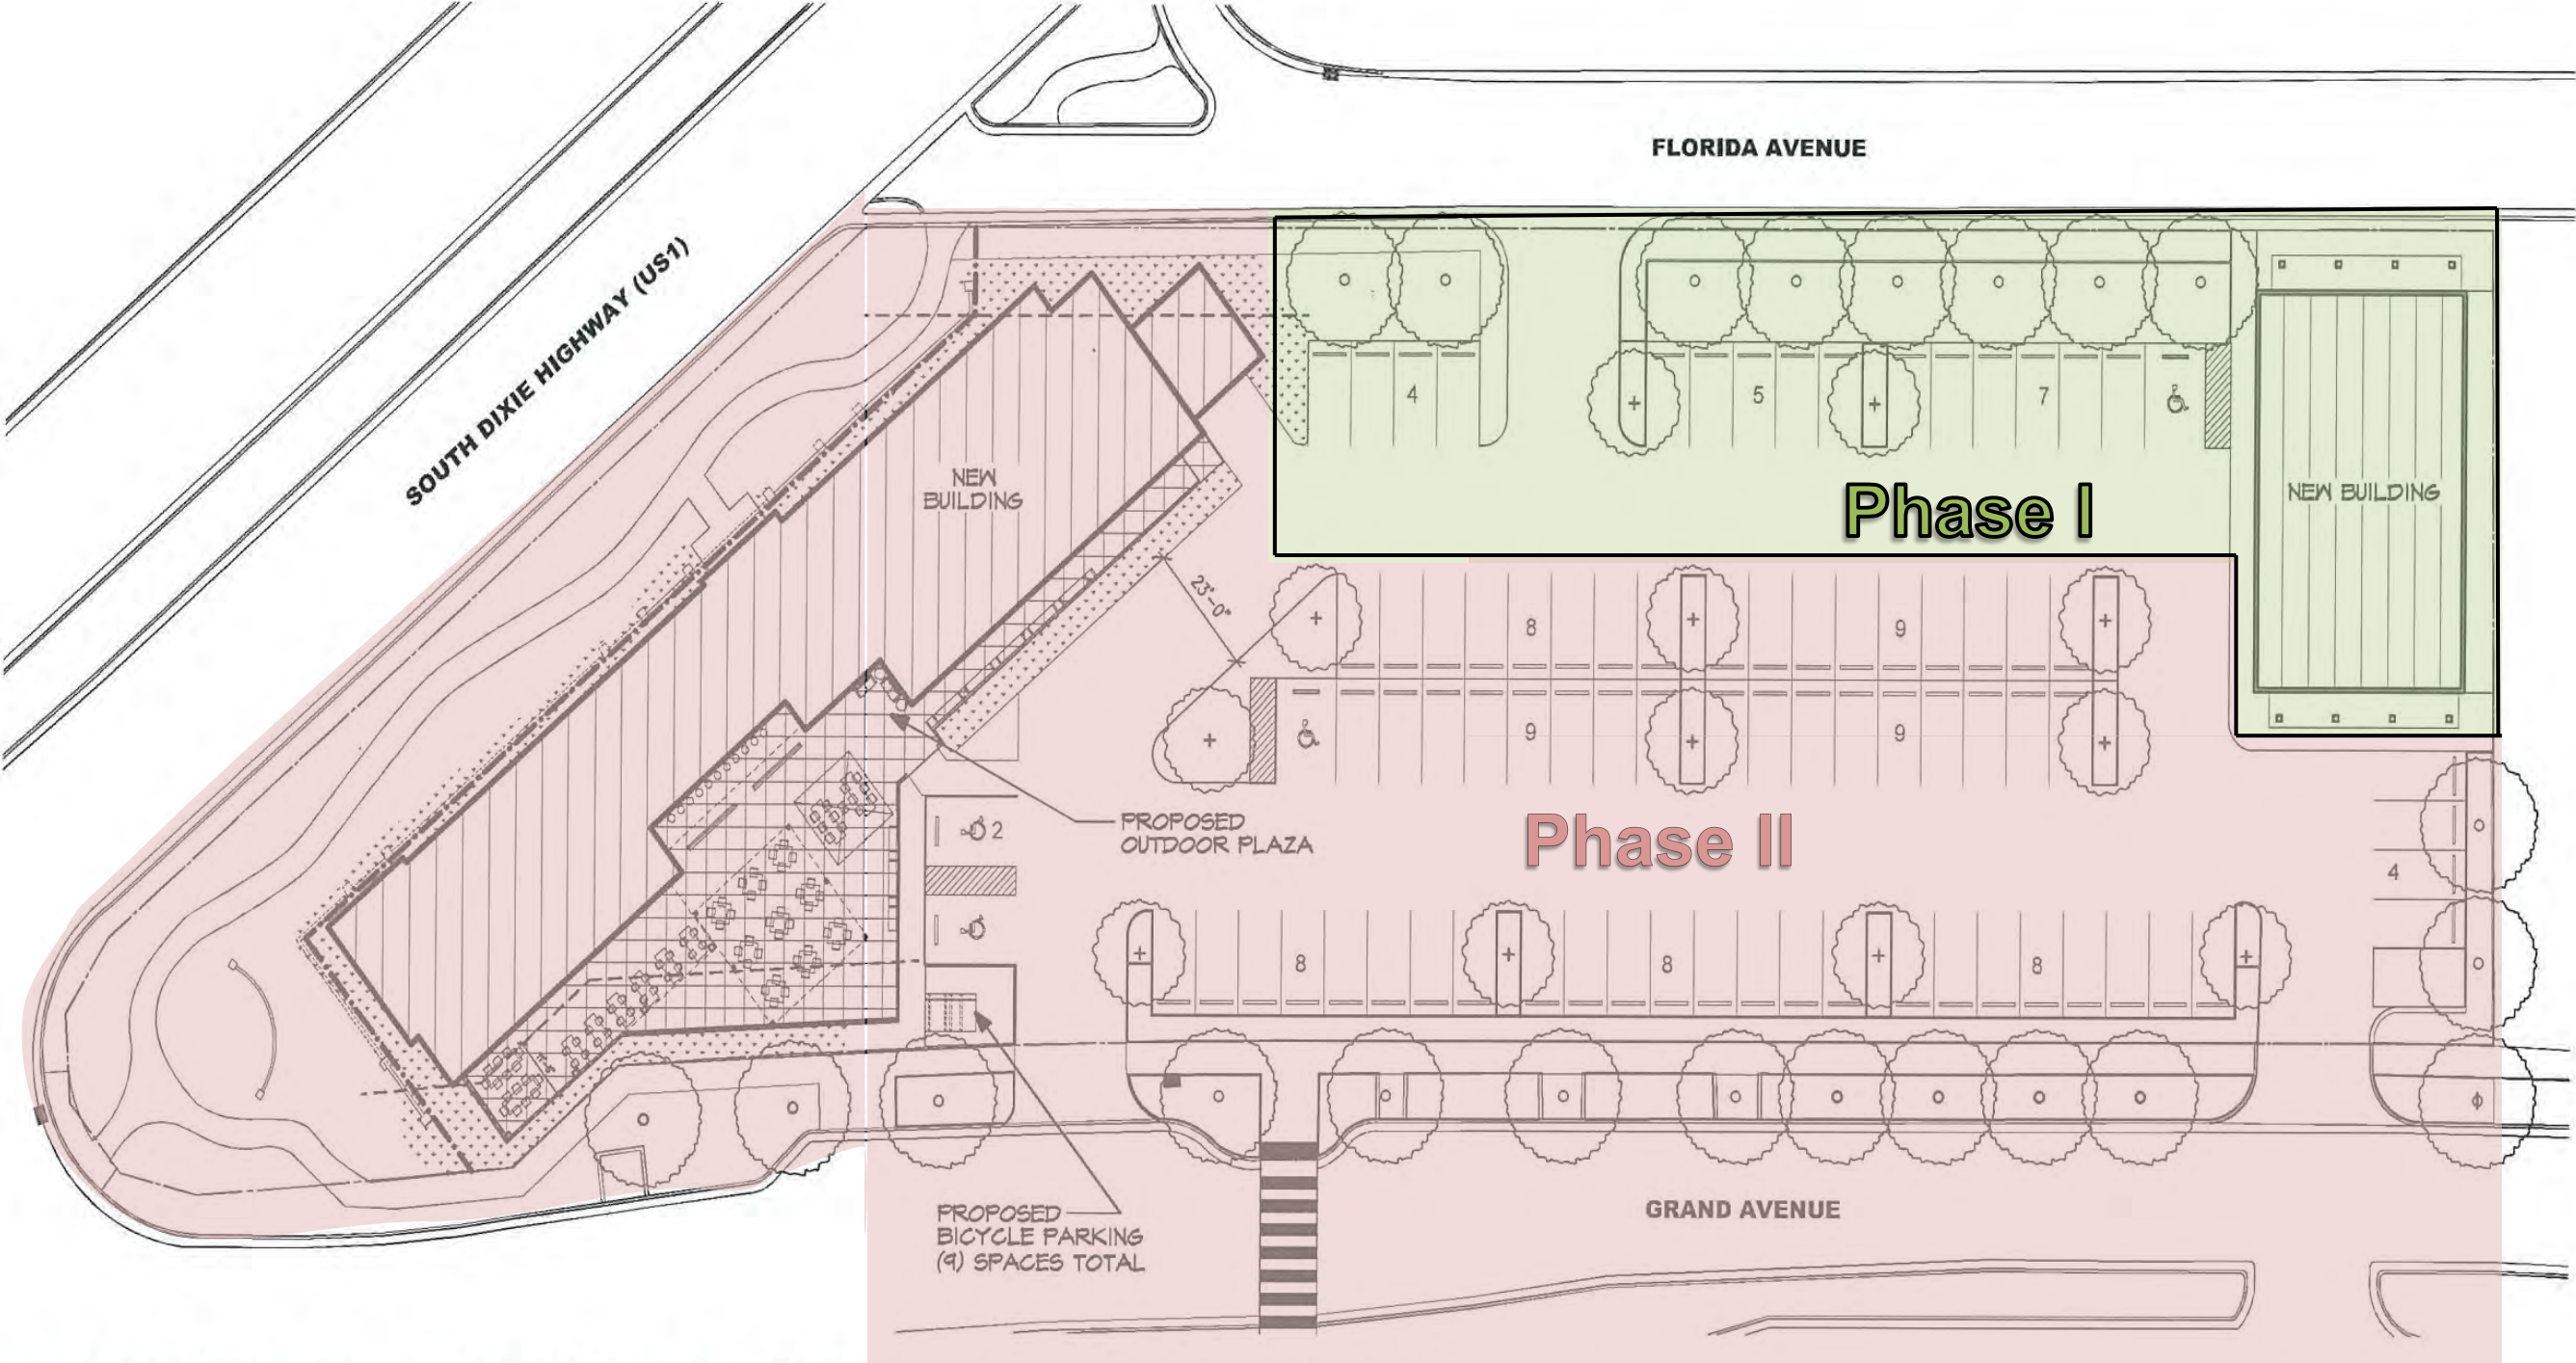 FLORIDA AVENUE
SOUTH DIXIE HIGHWAY (US1)
4
5
7
NEW
BUILDING
NEW BUILDING
Phase I
23'-0"
8
9
9
9
PROPOSED
OUTDOOR PLAZA
2
Phase II
4
8
8
8
PROPOSED
BICYCLE PARKING
(9) SPACES TOTAL
GRAND AVENUE